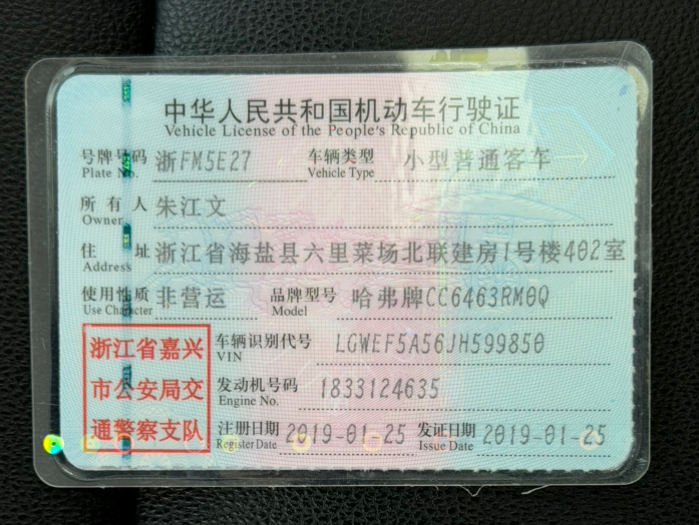 中华人民共和国机动车行驶证
Vehicle License of the People's Republic of China
号牌号码 浙FM5E27 车辆类型 小型普通客车
Plate No. Vehicle Type
所有人 朱江文
Owner
住址 浙江省海盐县六里菜场北联建房1号楼402室
Address
使用性质 非营运 品牌型号 哈弗牌CC6463RM0Q
Use Character Model
浙江省嘉兴
市公安局交
通警察支队
车辆识别代号 LGWEF5A56JH599850
VIN
发动机号码 1833124635
Engine No.
注册日期 2019-01-25 发证日期 2019-01-25
Register Date Issue Date